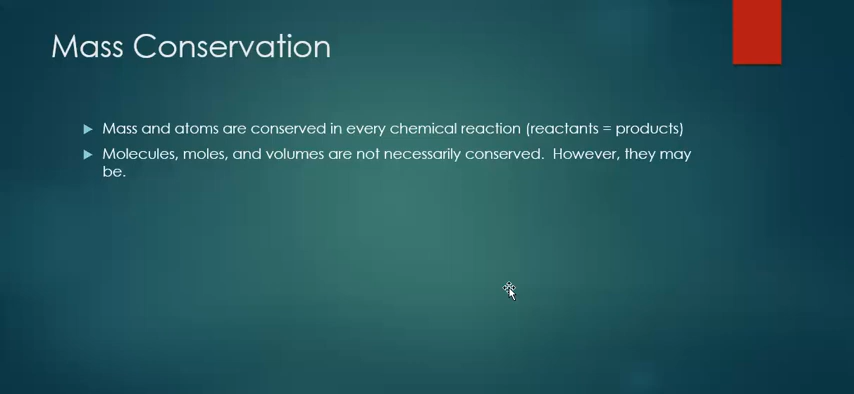 Mass Conservation
Mass and atoms are conserved in every chemical reaction (reactants = products)
Molecules, moles, and volumes are not necessarily conserved.  However, they may
be.